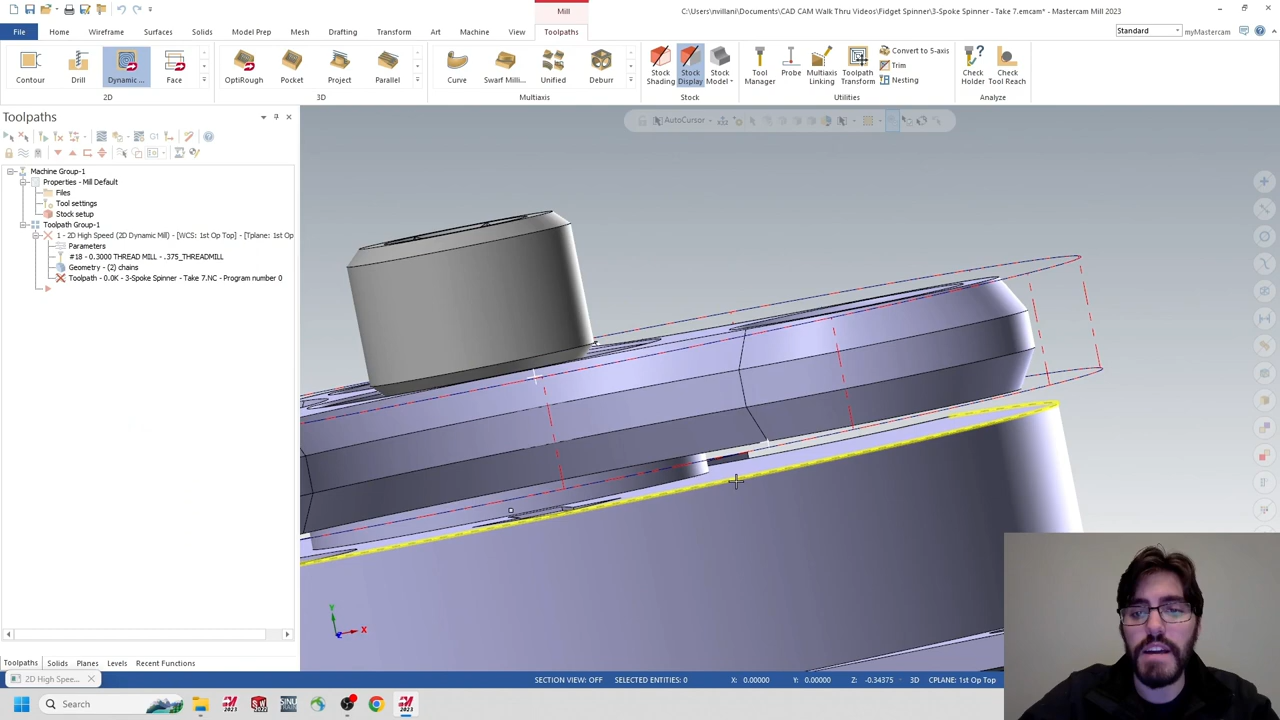 Mill
C:\Users\nvillani\Documents\CAD CAM Walk Thru Videos\Fidget Spinner\3-Spoke Spinner - Take 7.emcam* - Mastercam Mill 2023
File Home Wireframe Surfaces Solids Model Prep Mesh Drafting Transform Art Machine View Toolpaths
Standard myMastercam
Contour Drill Dynamic ... Face OptiRough Pocket Project Parallel Curve Swarf Milli... Unified Deburr
Stock Shading Stock Display Stock Model Tool Manager Probe Multiaxis Linking Toolpath Transform
Convert to 5-axis
Trim
Nesting
Check Holder Check Tool Reach
2D 3D Multiaxis Stock Utilities Analyze
Toolpaths
AutoCursor
G1
Machine Group-1
Properties - Mill Default
Files
Tool settings
Stock setup
Toolpath Group-1
1 - 2D High Speed (2D Dynamic Mill) - [WCS: 1st Op Top] - [Tplane: 1st Op
Parameters
#18 - 0.3000 THREAD MILL - .375_THREADMILL
Geometry - (2) chains
Toolpath - 0.0K - 3-Spoke Spinner - Take 7.NC - Program number 0
Y
X
Z
Toolpaths Solids Planes Levels Recent Functions
2D High Spee...
SECTION VIEW: OFF SELECTED ENTITIES: 0 X: 0.00000 Y: 0.00000 Z: -0.34375 3D CPLANE: 1st Op Top
Search